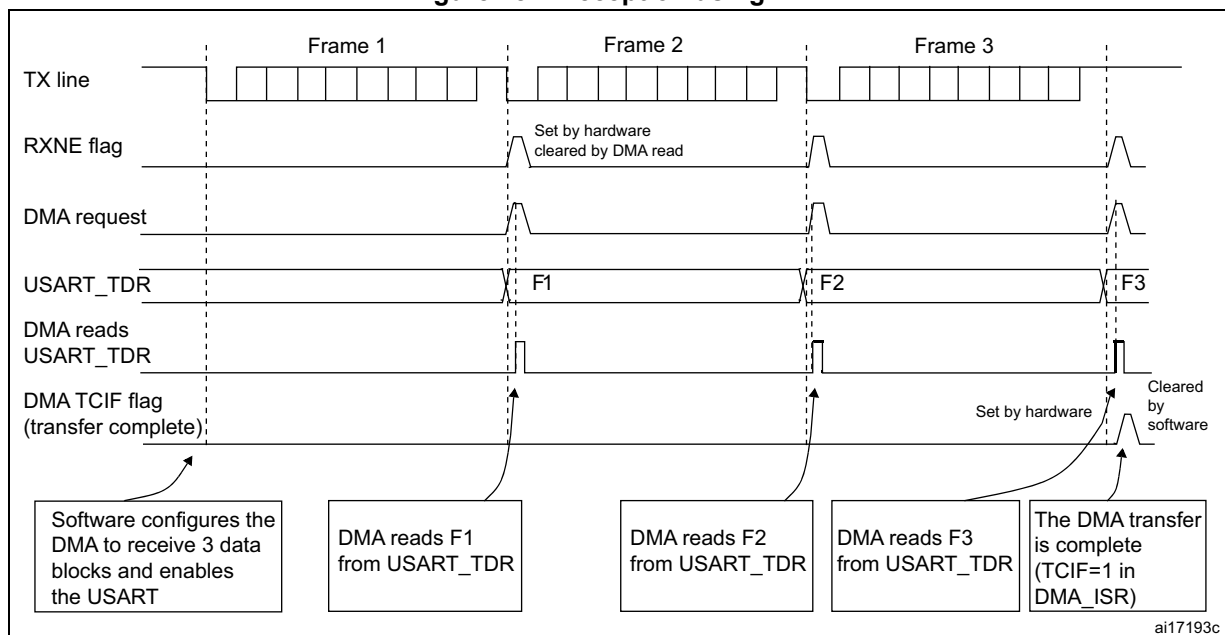 Frame 1
Frame 2
Frame 3
TX line
RXNE flag
Set by hardware
cleared by DMA read
DMA request
USART_TDR
F1
F2
F3
DMA reads
USART_TDR
DMA TCIF flag
(transfer complete)
Set by hardware
Cleared
by
software
Software configures the
DMA to receive 3 data
blocks and enables
the USART
DMA reads F1
from USART_TDR
DMA reads F2
from USART_TDR
DMA reads F3
from USART_TDR
The DMA transfer
is complete
(TCIF=1 in
DMA_ISR)
ai17193c